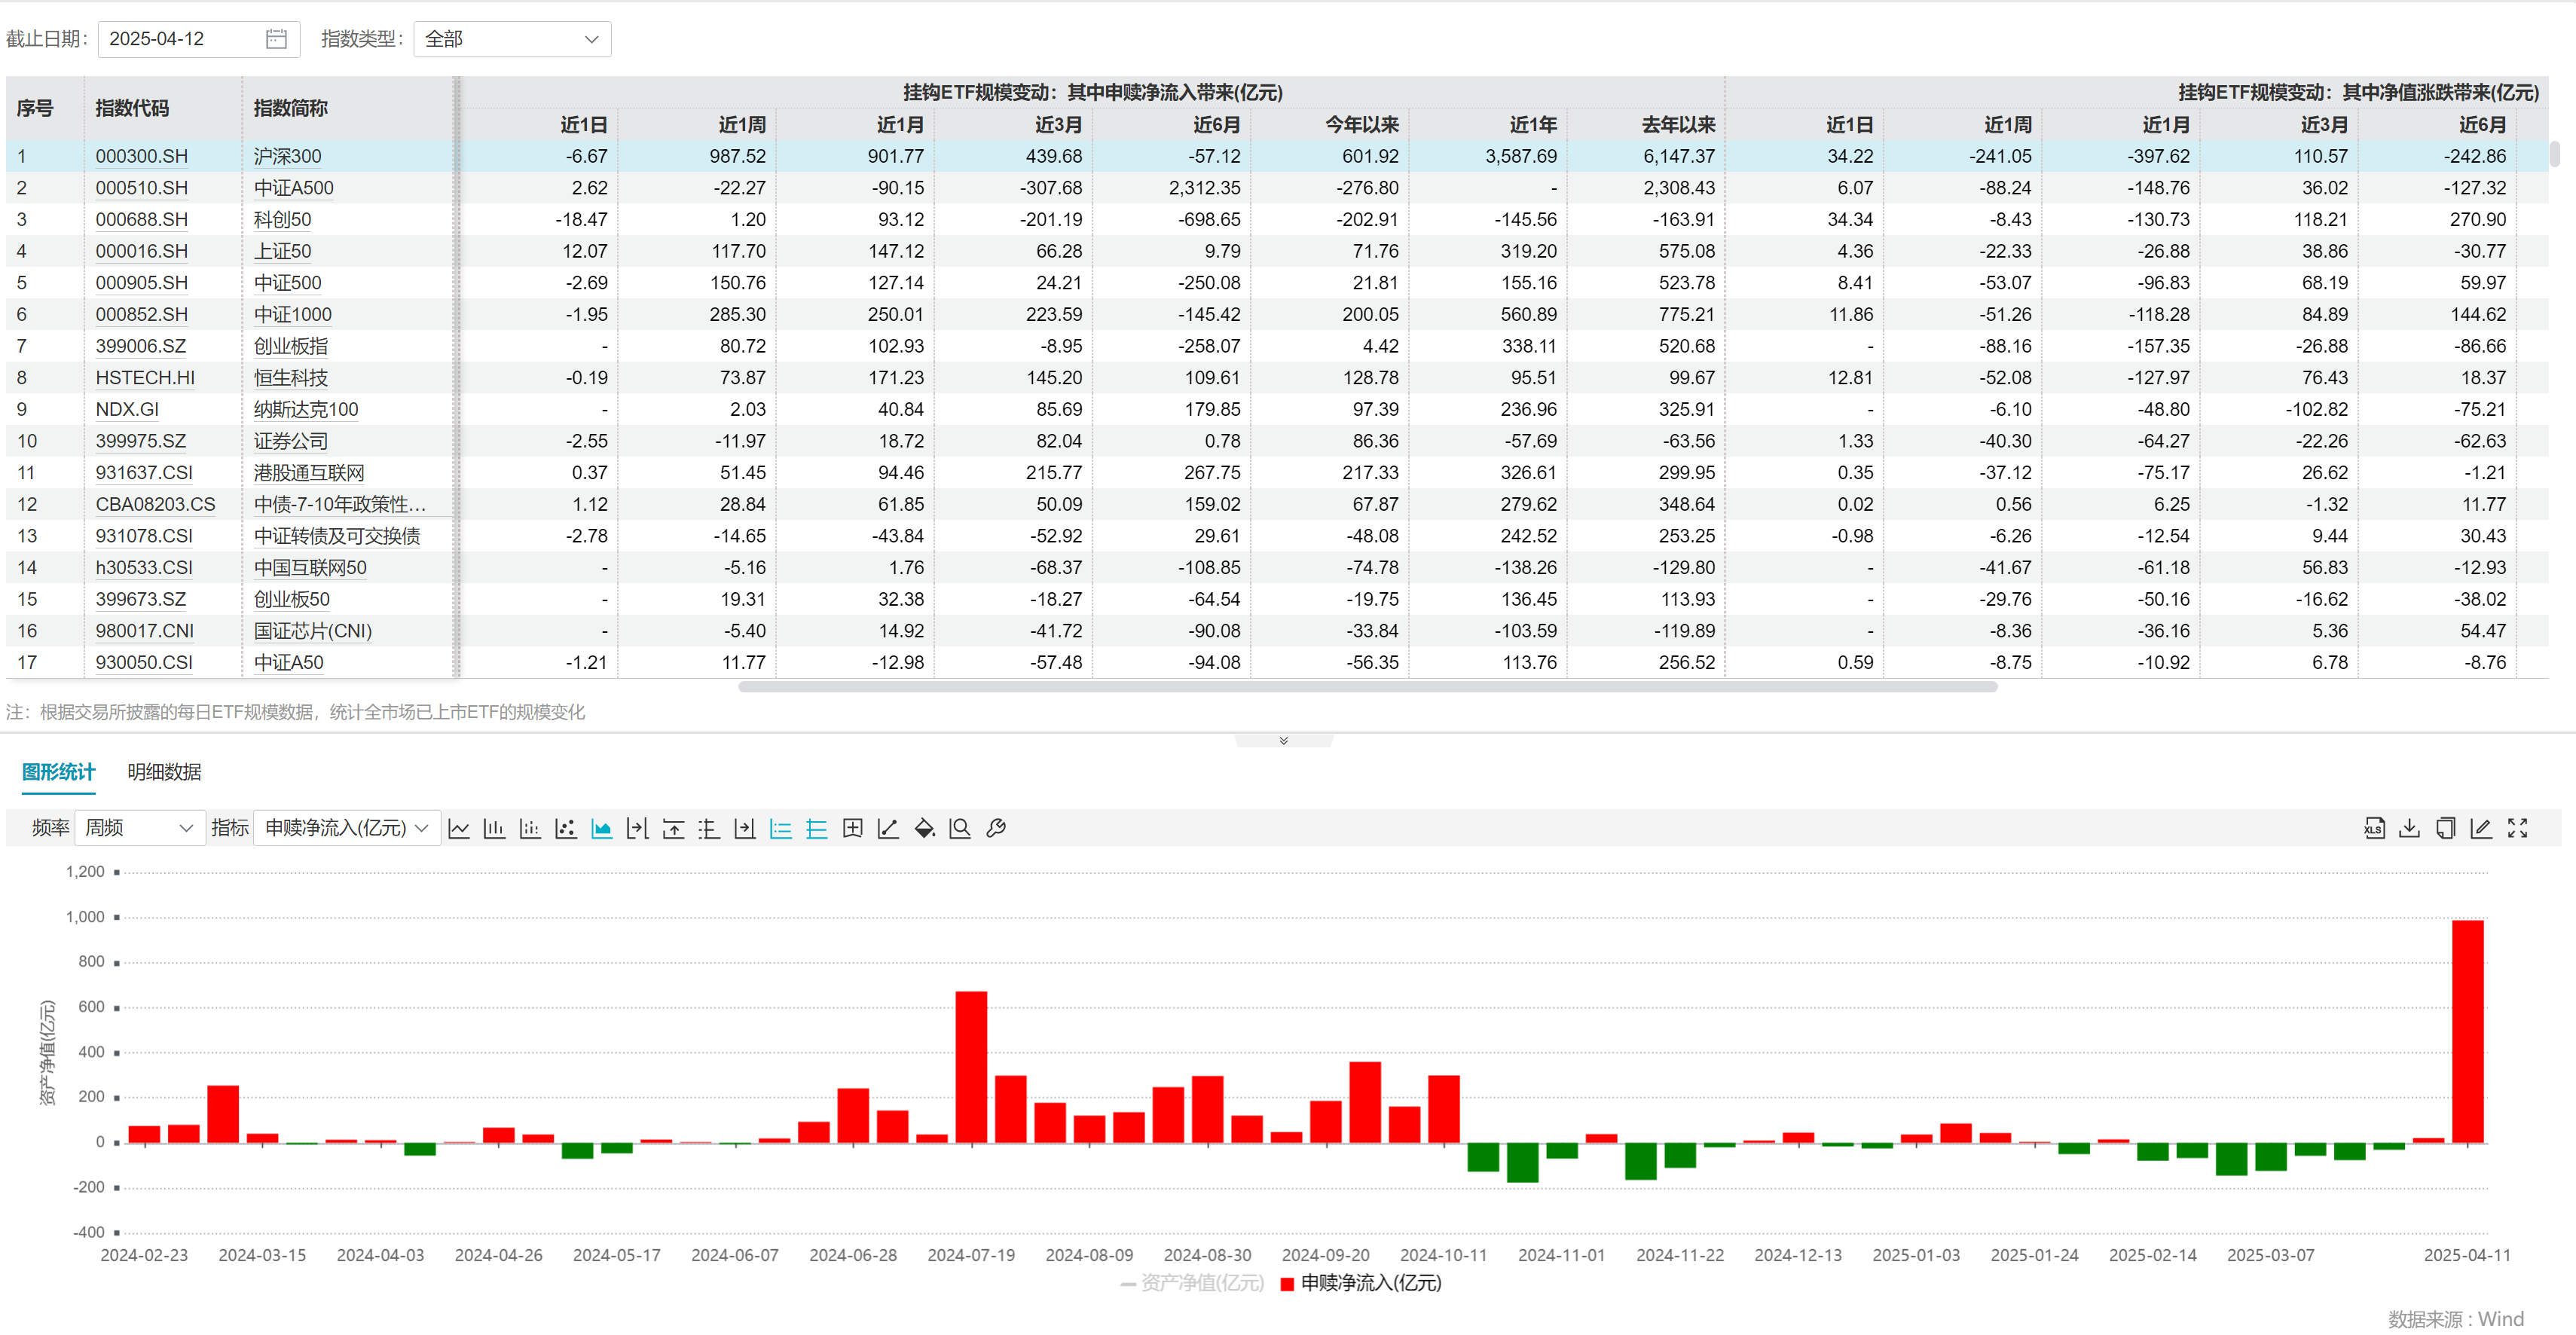 截止日期: 2025-04-12 指数类型: 全部
挂钩ETF规模变动：其中申赎净流入带来(亿元) 挂钩ETF规模变动：其中净值涨跌带来(亿元)
序号 指数代码 指数简称 近1日 近1周 近1月 近3月 近6月 今年以来 近1年 去年以来 近1日 近1周 近1月 近3月 近6月
1 000300.SH 沪深300 -6.67 987.52 901.77 439.68 -57.12 601.92 3,587.69 6,147.37 34.22 -241.05 -397.62 110.57 -242.86
2 000510.SH 中证A500 2.62 -22.27 -90.15 -307.68 2,312.35 -276.80 - 2,308.43 6.07 -88.24 -148.76 36.02 -127.32
3 000688.SH 科创50 -18.47 1.20 93.12 -201.19 -698.65 -202.91 -145.56 -163.91 34.34 -8.43 -130.73 118.21 270.90
4 000016.SH 上证50 12.07 117.70 147.12 66.28 9.79 71.76 319.20 575.08 4.36 -22.33 -26.88 38.86 -30.77
5 000905.SH 中证500 -2.69 150.76 127.14 24.21 -250.08 21.81 155.16 523.78 8.41 -53.07 -96.83 68.19 59.97
6 000852.SH 中证1000 -1.95 285.30 250.01 223.59 -145.42 200.05 560.89 775.21 11.86 -51.26 -118.28 84.89 144.62
7 399006.SZ 创业板指 - 80.72 102.93 -8.95 -258.07 4.42 338.11 520.68 - -88.16 -157.35 -26.88 -86.66
8 HSTECH.HI 恒生科技 -0.19 73.87 171.23 145.20 109.61 128.78 95.51 99.67 12.81 -52.08 -127.97 76.43 18.37
9 NDX.GI 纳斯达克100 - 2.03 40.84 85.69 179.85 97.39 236.96 325.91 - -6.10 -48.80 -102.82 -75.21
10 399975.SZ 证券公司 -2.55 -11.97 18.72 82.04 0.78 86.36 -57.69 -63.56 1.33 -40.30 -64.27 -22.26 -62.63
11 931637.CSI 港股通互联网 0.37 51.45 94.46 215.77 267.75 217.33 326.61 299.95 0.35 -37.12 -75.17 26.62 -1.21
12 CBA08203.CS 中债-7-10年政策性... 1.12 28.84 61.85 50.09 159.02 67.87 279.62 348.64 0.02 0.56 6.25 -1.32 11.77
13 931078.CSI 中证转债及可交换债 -2.78 -14.65 -43.84 -52.92 29.61 -48.08 242.52 253.25 -0.98 -6.26 -12.54 9.44 30.43
14 h30533.CSI 中国互联网50 - -5.16 1.76 -68.37 -108.85 -74.78 -138.26 -129.80 - -41.67 -61.18 56.83 -12.93
15 399673.SZ 创业板50 - 19.31 32.38 -18.27 -64.54 -19.75 136.45 113.93 - -29.76 -50.16 -16.62 -38.02
16 980017.CNI 国证芯片(CNI) - -5.40 14.92 -41.72 -90.08 -33.84 -103.59 -119.89 - -8.36 -36.16 5.36 54.47
17 930050.CSI 中证A50 -1.21 11.77 -12.98 -57.48 -94.08 -56.35 113.76 256.52 0.59 -8.75 -10.92 6.78 -8.76
注：根据交易所披露的每日ETF规模数据，统计全市场已上市ETF的规模变化
图形统计 明细数据
频率 周频 指标 申赎净流入(亿元) XLS
资产净值(亿元)
1,200
1,000
800
600
400
200
0
-200
-400
2024-02-23 2024-03-15 2024-04-03 2024-04-26 2024-05-17 2024-06-07 2024-06-28 2024-07-19 2024-08-09 2024-08-30 2024-09-20 2024-10-11 2024-11-01 2024-11-22 2024-12-13 2025-01-03 2025-01-24 2025-02-14 2025-03-07 2025-04-11
资产净值(亿元) 申赎净流入(亿元)
数据来源 : Wind